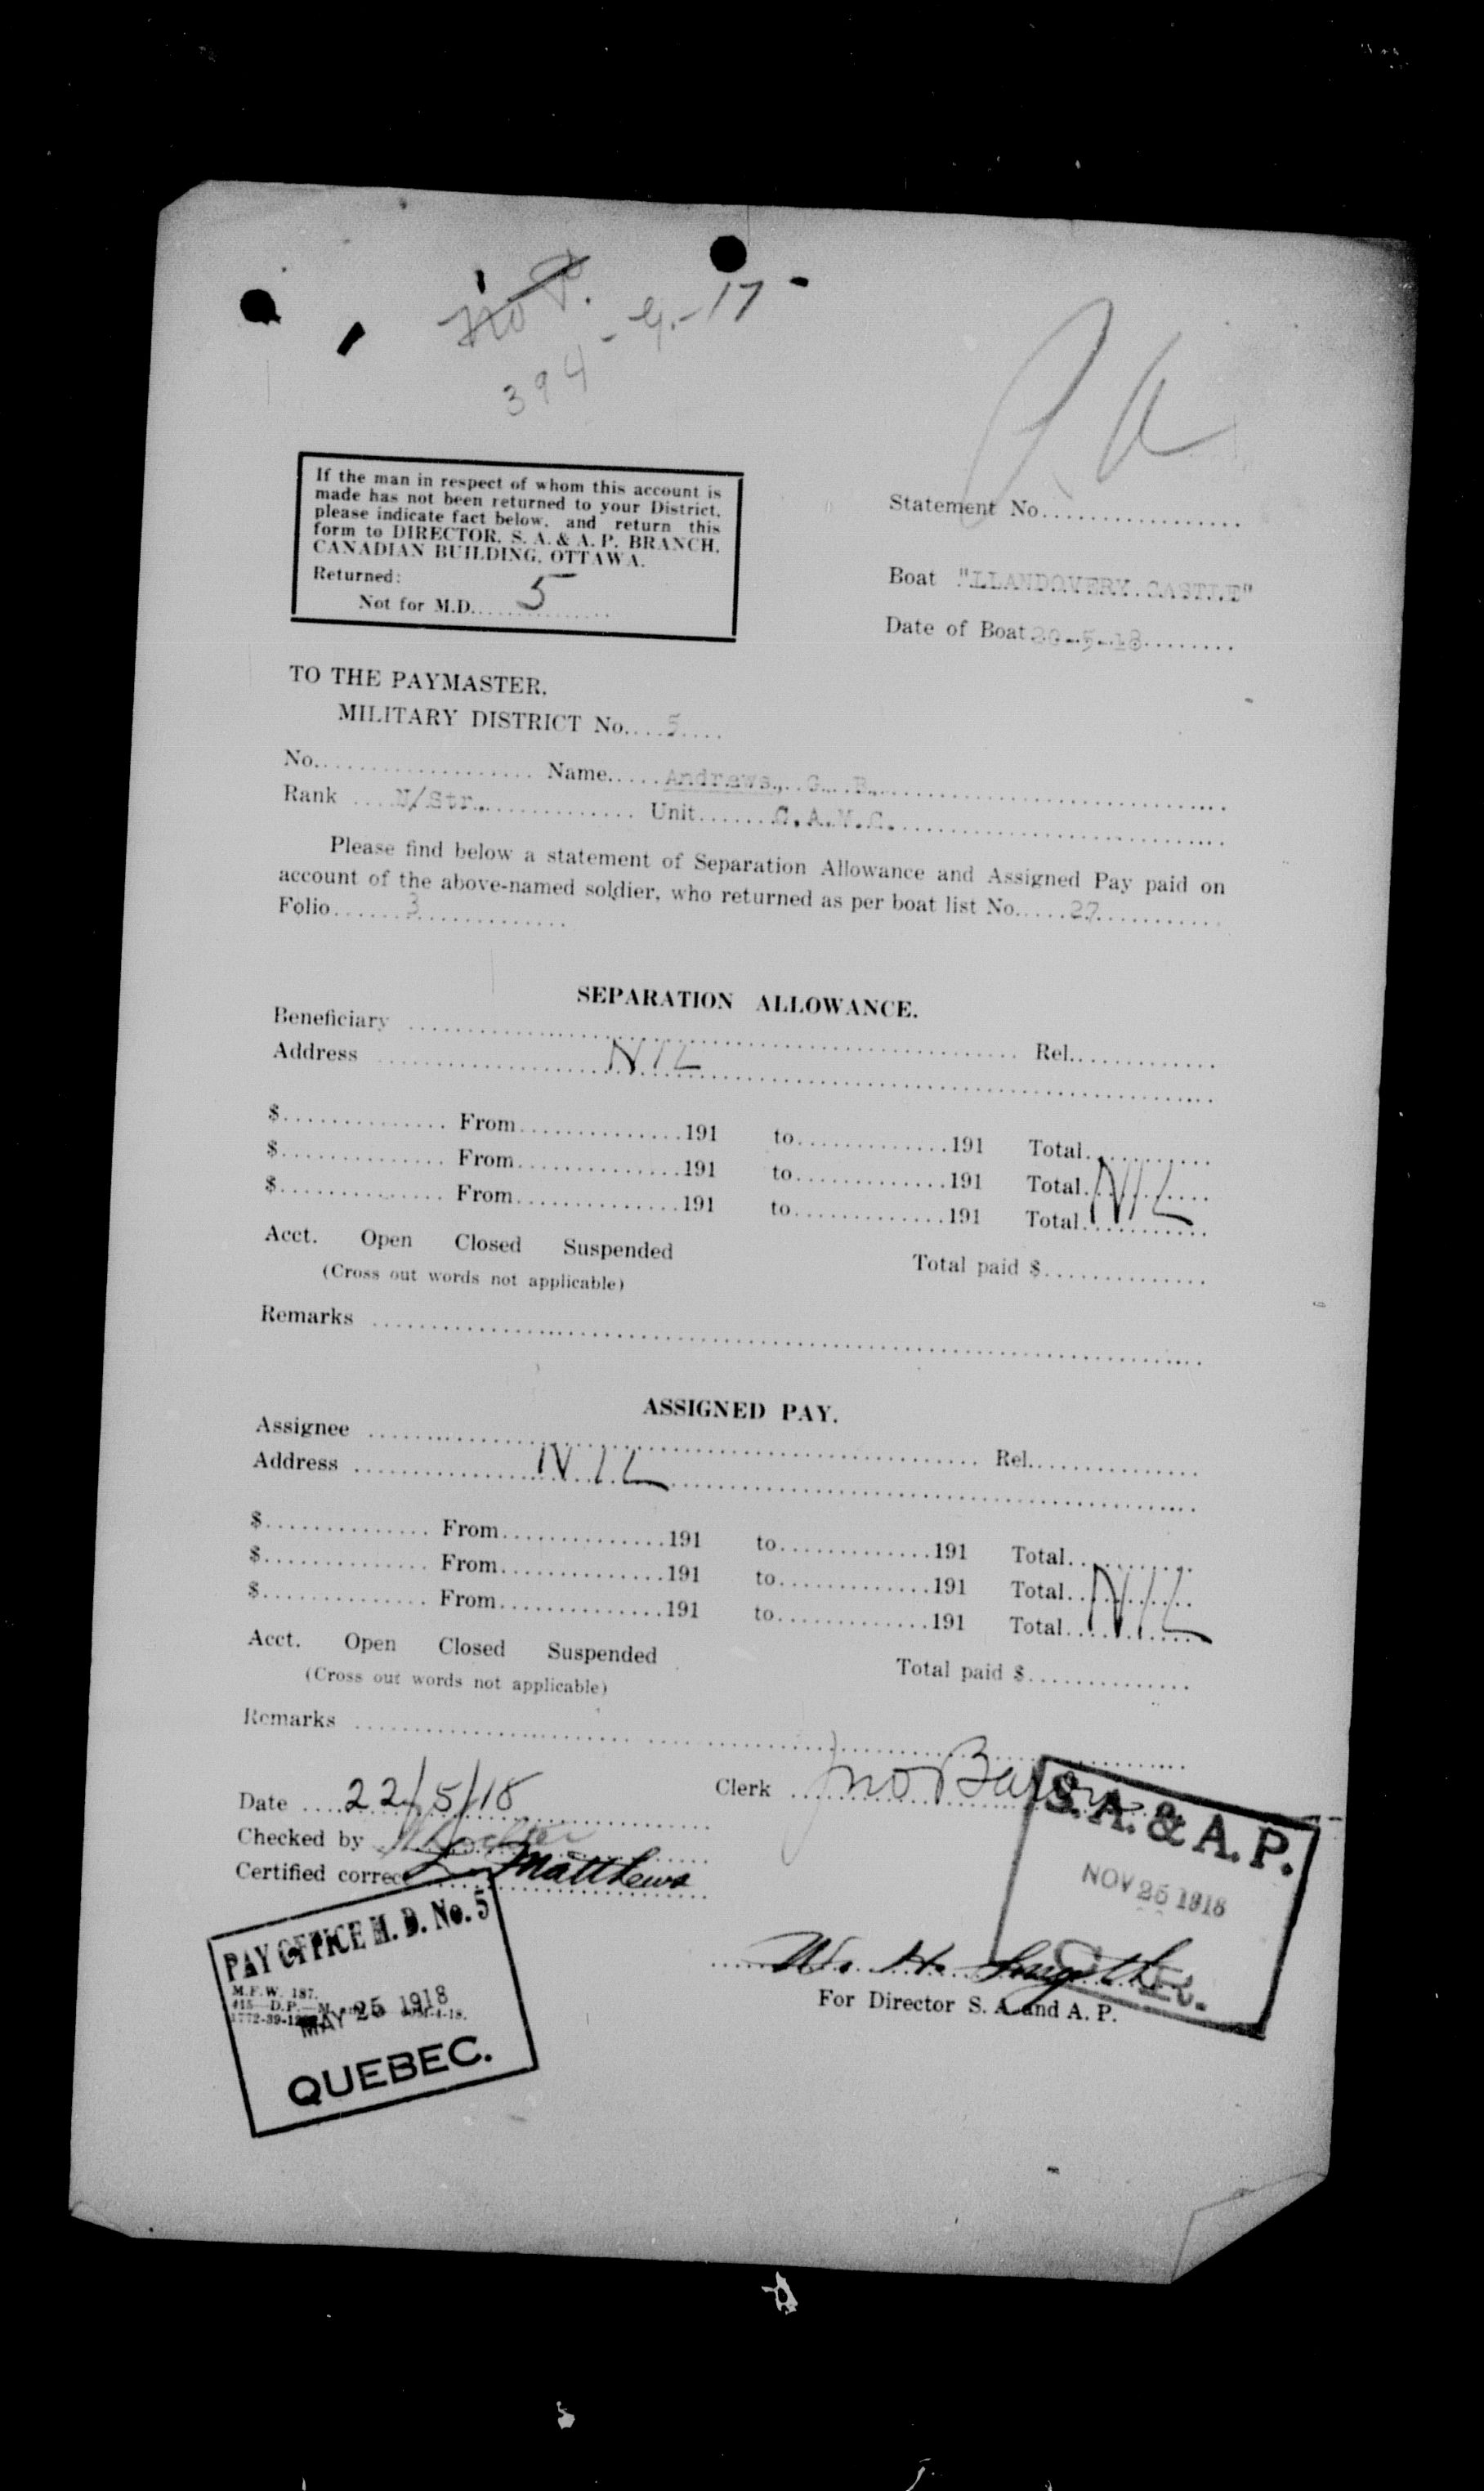 394-9-17-
P.A
If the man in respect of whom this account is
made has not been returned to your District,
please indicate fact below, and return this
form to DIRECTOR, S. A. & A. P. BRANCH,
CANADIAN BUILDING, OTTAWA.
Returned:
Not for M.D. 5
Statement No.
Boat "LLANDOVERY CASTLE"
Date of Boat 20-5-18
TO THE PAYMASTER,
MILITARY DISTRICT No. 5
No. Name Andrews, G. E.
Rank N/Str. Unit C.A.M.C.
Please find below a statement of Separation Allowance and Assigned Pay paid on
account of the above-named soldier, who returned as per boat list No. 27
Folio 3
SEPARATION ALLOWANCE.
Beneficiary Rel.
Address NIL
$ From 191 to 191 Total
$ From 191 to 191 Total NIL
$ From 191 to 191 Total
Acct. Open Closed Suspended Total paid $
(Cross out words not applicable)
Remarks
ASSIGNED PAY.
Assignee Rel.
Address NIL
$ From 191 to 191 Total
$ From 191 to 191 Total NIL
$ From 191 to 191 Total
Acct. Open Closed Suspended Total paid $
(Cross out words not applicable)
Remarks
Date 22/5/18 Clerk Jno
Checked by
Certified correc L. Matthews
S. A. & A. P.
NOV 25 1918
PAY OFFICE M. D. No. 5
M.F.W. 187.
MAY 25 1918
QUEBEC.
W. H.
For Director S. A. and A. P.